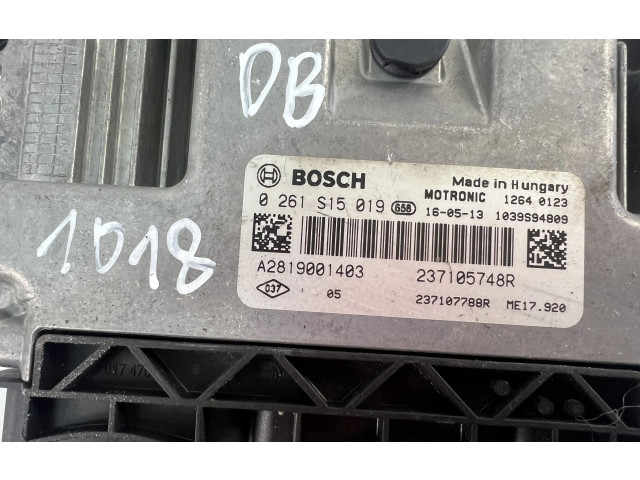 DB
1018
BOSCH
Made in Hungary
MOTRONIC 1264 0123
0 261 S15 019 658 16-05-13 1039S94809
A2819001403 237105748R
037 05 237107788R ME17.920